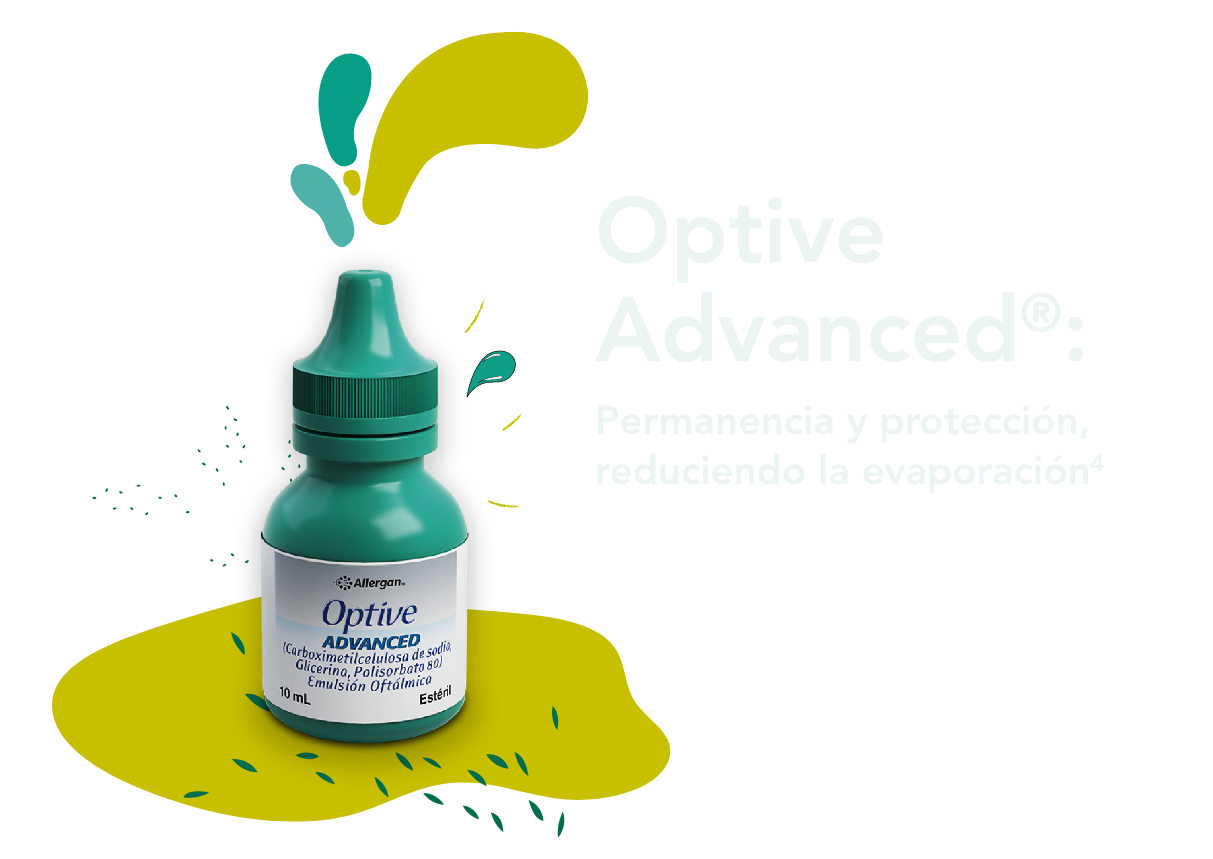 Optive
Advanced®:
Permanencia y protección,
reduciendo la evaporación⁴
Allergan™
Optive
ADVANCED
(Carboximetilcelulosa de sodio,
Glicerina, Polisorbato 80)
Emulsión Oftálmica
10 mL
Estéril